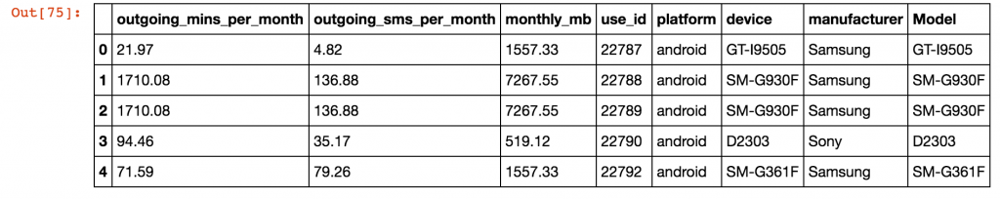 Out[75]:
outgoing_mins_per_month outgoing_sms_per_month monthly_mb use_id platform device manufacturer Model
0 21.97 4.82 1557.33 22787 android GT-I9505 Samsung GT-I9505
1 1710.08 136.88 7267.55 22788 android SM-G930F Samsung SM-G930F
2 1710.08 136.88 7267.55 22789 android SM-G930F Samsung SM-G930F
3 94.46 35.17 519.12 22790 android D2303 Sony D2303
4 71.59 79.26 1557.33 22792 android SM-G361F Samsung SM-G361F